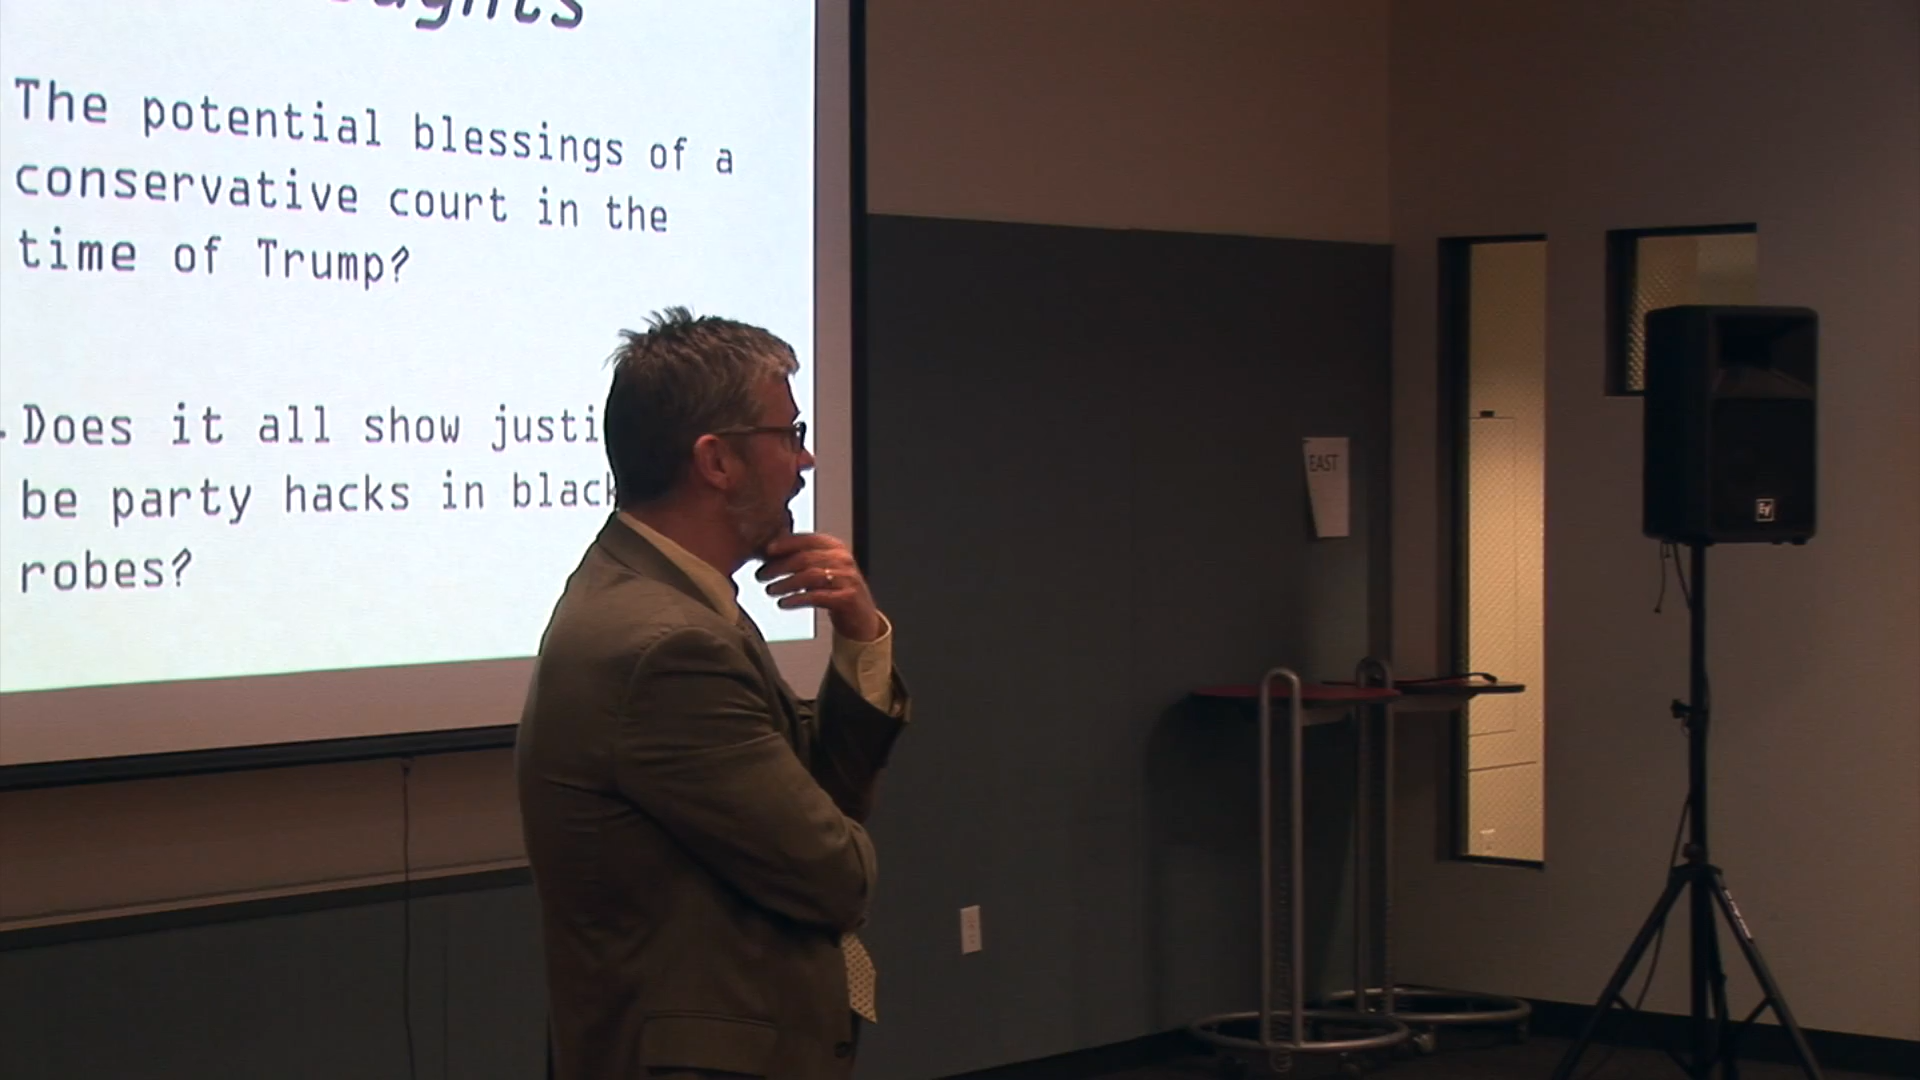 The potential blessings of a
conservative court in the
time of Trump?
Does it all show justi
be party hacks in black
robes?
EAST
EV